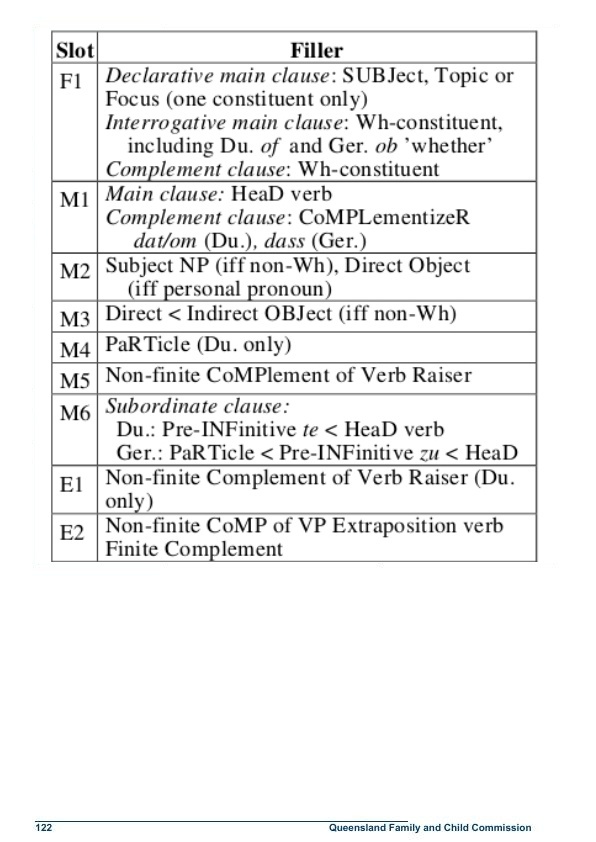 Slot Filler
F1 Declarative main clause: SUBJect, Topic or
Focus (one constituent only)
Interrogative main clause: Wh-constituent,
including Du. of and Ger. ob ’whether’
Complement clause: Wh-constituent
M1 Main clause: HeaD verb
Complement clause: CoMPLementizeR
dat/om (Du.), dass (Ger.)
M2 Subject NP (iff non-Wh), Direct Object
(iff personal pronoun)
M3 Direct < Indirect OBJect (iff non-Wh)
M4 PaRTicle (Du. only)
M5 Non-finite CoMPlement of Verb Raiser
M6 Subordinate clause:
Du.: Pre-INFinitive te < HeaD verb
Ger.: PaRTicle < Pre-INFinitive zu < HeaD
E1 Non-finite Complement of Verb Raiser (Du.
only)
E2 Non-finite CoMP of VP Extraposition verb
Finite Complement
122 Queensland Family and Child Commission